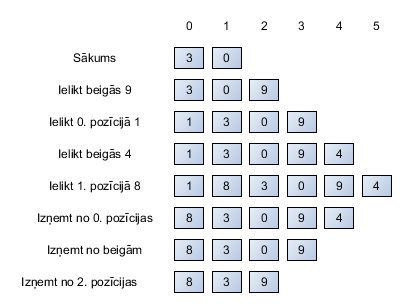 0 1 2 3 4 5
Sākums 3 0
Ielikt beigās 9 3 0 9
Ielikt 0. pozīcijā 1 1 3 0 9
Ielikt beigās 4 1 3 0 9 4
Ielikt 1. pozīcijā 8 1 8 3 0 9 4
Izņemt no 0. pozīcijas 8 3 0 9 4
Izņemt no beigām 8 3 0 9
Izņemt no 2. pozīcijas 8 3 9